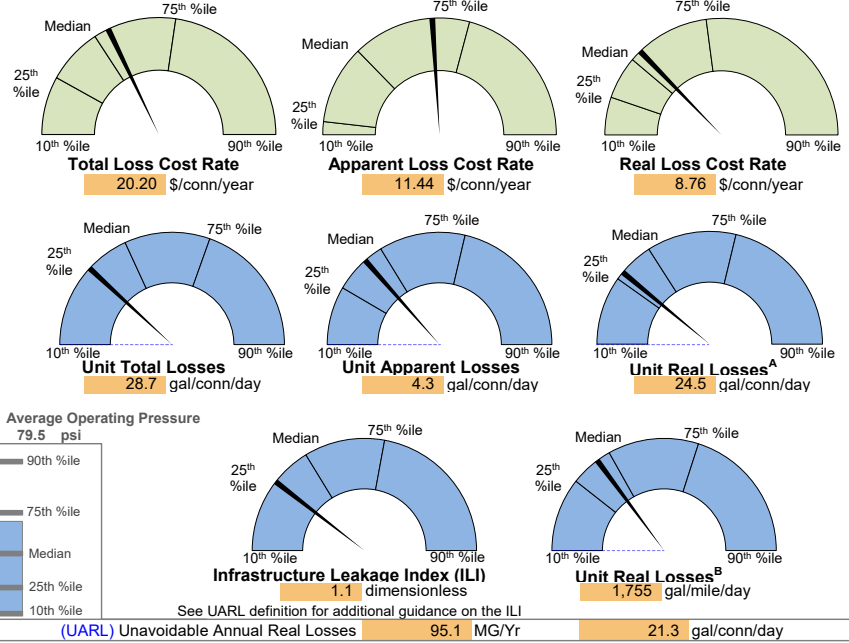 75th %ile
75th %ile
75th %ile
Median
Median
Median
25th
%ile
25th
%ile
25th
%ile
10th %ile
90th %ile
10th %ile
90th %ile
10th %ile
90th %ile
Total Loss Cost Rate
Apparent Loss Cost Rate
Real Loss Cost Rate
20.20 $/conn/year
11.44 $/conn/year
8.76 $/conn/year
75th %ile
75th %ile
75th %ile
Median
Median
Median
25th
%ile
25th
%ile
25th
%ile
10th %ile
90th %ile
10th %ile
90th %ile
10th %ile
90th %ile
Unit Total Losses
Unit Apparent Losses
Unit Real LossesA
28.7 gal/conn/day
4.3 gal/conn/day
24.5 gal/conn/day
Average Operating Pressure
79.5 psi
90th %ile
75th %ile
Median
25th %ile
10th %ile
75th %ile
Median
25th
%ile
10th %ile
90th %ile
Infrastructure Leakage Index (ILI)
1.1 dimensionless
See UARL definition for additional guidance on the ILI
75th %ile
Median
25th
%ile
10th %ile
90th %ile
Unit Real LossesB
1,755 gal/mile/day
(UARL) Unavoidable Annual Real Losses 95.1 MG/Yr 21.3 gal/conn/day